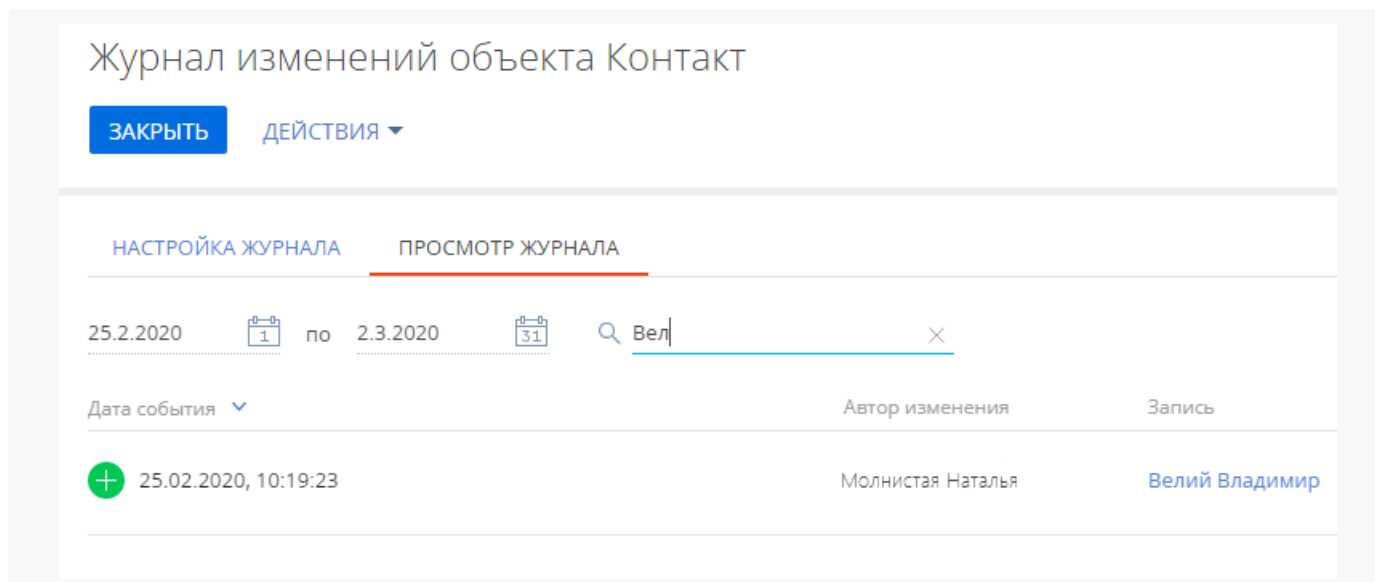 Журнал изменений объекта Контакт
ЗАКРЫТЬ ДЕЙСТВИЯ
НАСТРОЙКА ЖУРНАЛА ПРОСМОТР ЖУРНАЛА
25.2.2020 1 по 2.3.2020 31 Вел
Дата события Автор изменения Запись
25.02.2020, 10:19:23 Молнистая Наталья Велий Владимир